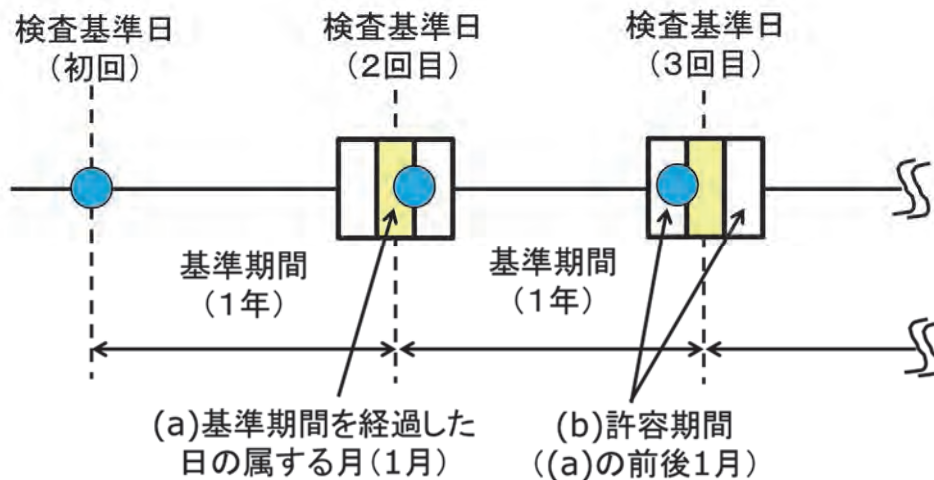 検査基準日
（初回）
検査基準日
（２回目）
検査基準日
（３回目）
基準期間
（１年）
基準期間
（１年）
(a)基準期間を経過した
日の属する月（１月）
(b)許容期間
（(a)の前後１月）